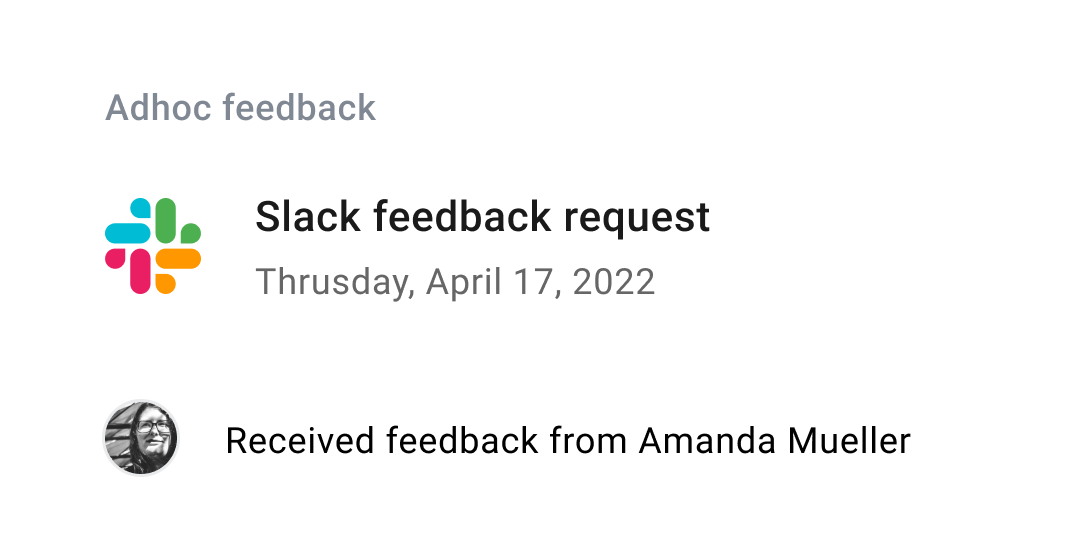 Adhoc feedback
Slack feedback request
Thrusday, April 17, 2022
Received feedback from Amanda Mueller